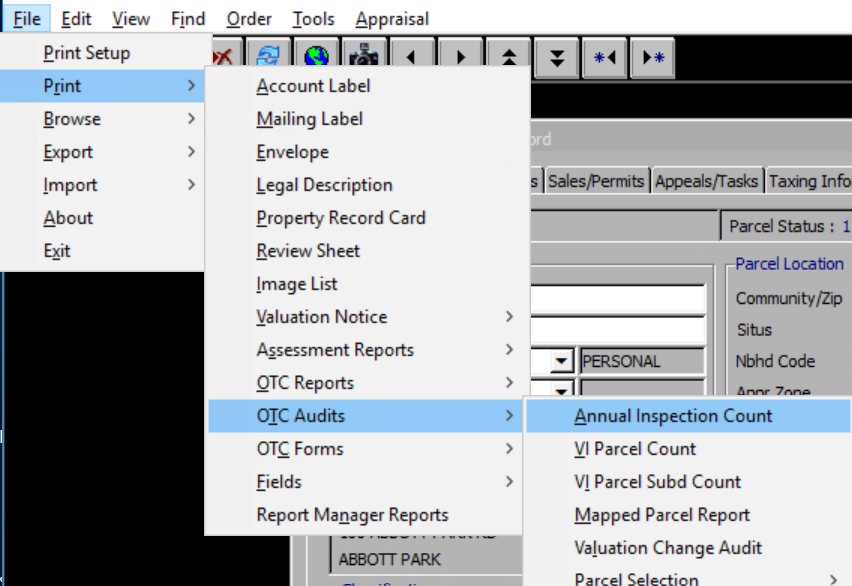 File Edit View Find Order Tools Appraisal
Print Setup
Print
Browse
Export
Import
About
Exit
Account Label
Mailing Label
Envelope
Legal Description
Property Record Card
Review Sheet
Image List
Valuation Notice
Assessment Reports
OTC Reports
OTC Audits
OTC Forms
Fields
Report Manager Reports
Annual Inspection Count
VI Parcel Count
VI Parcel Subd Count
Mapped Parcel Report
Valuation Change Audit
Parcel Selection
Sales/Permits Appeals/Tasks Taxing Info
Parcel Status : 1
Parcel Location
Community/Zip
Situs
Nbhd Code
Appr Zone
PERSONAL
ABBOTT PARK